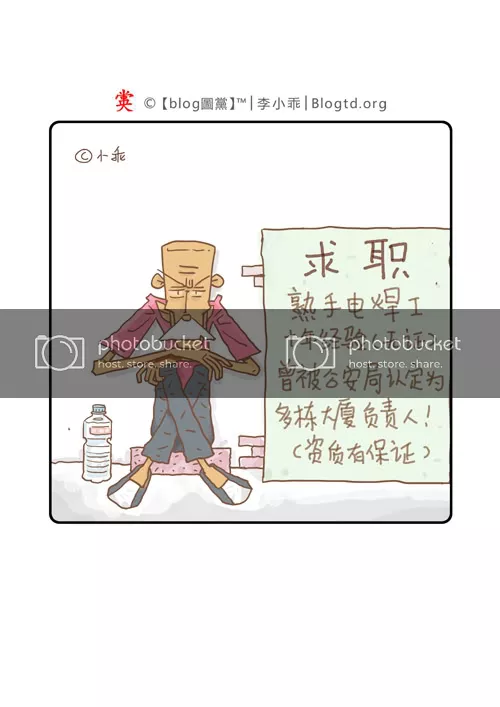 黨 ©【blog圖黨】™|李小乖|Blogtd.org
©小乖
求职
熟手电焊工
曾被公安局认定为
多栋大厦负责人!
(资质有保证)
photobucket
host. store. share.
photobucket
host. store. share.